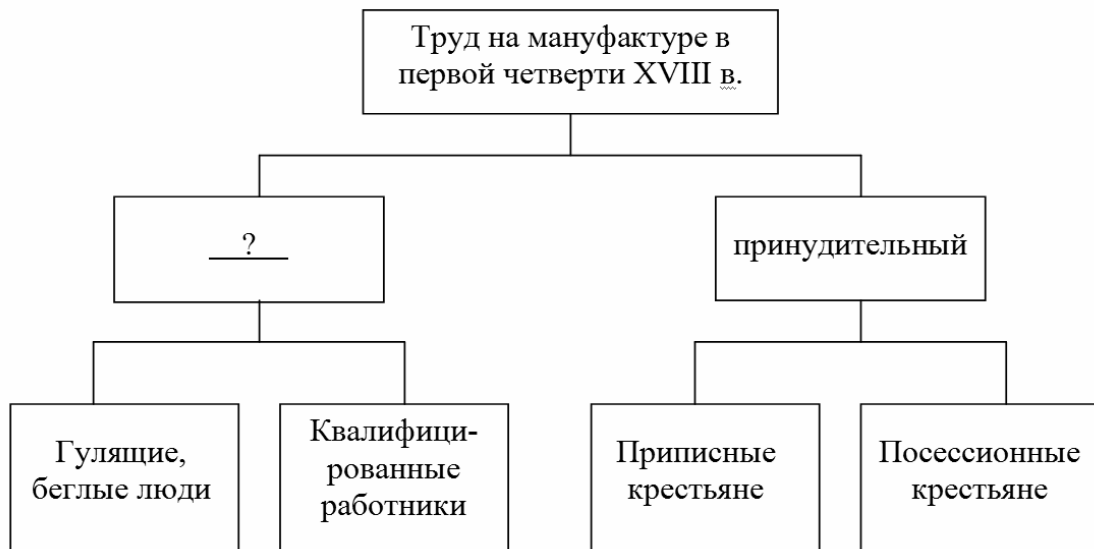 Труд на мануфактуре в
первой четверти XVIII в.
?
принудительный
Гулящие,
беглые люди
Квалифици-
рованные
работники
Приписные
крестьяне
Посессионные
крестьяне